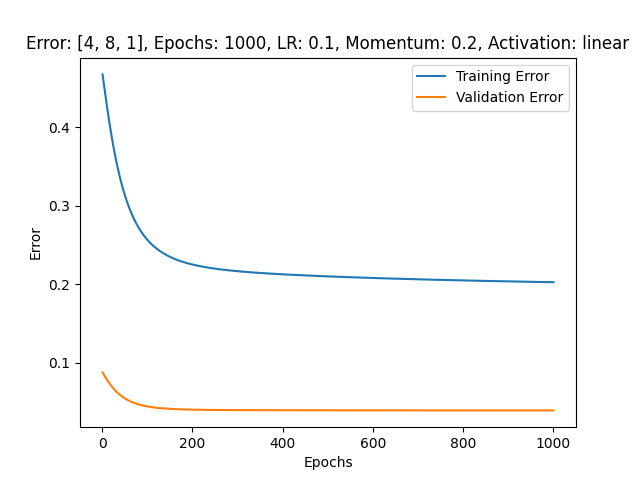 Error: [4, 8, 1], Epochs: 1000, LR: 0.1, Momentum: 0.2, Activation: linear
Training Error
Validation Error
0.4
0.3
0.2
0.1
Error
0
200
400
600
800
1000
Epochs